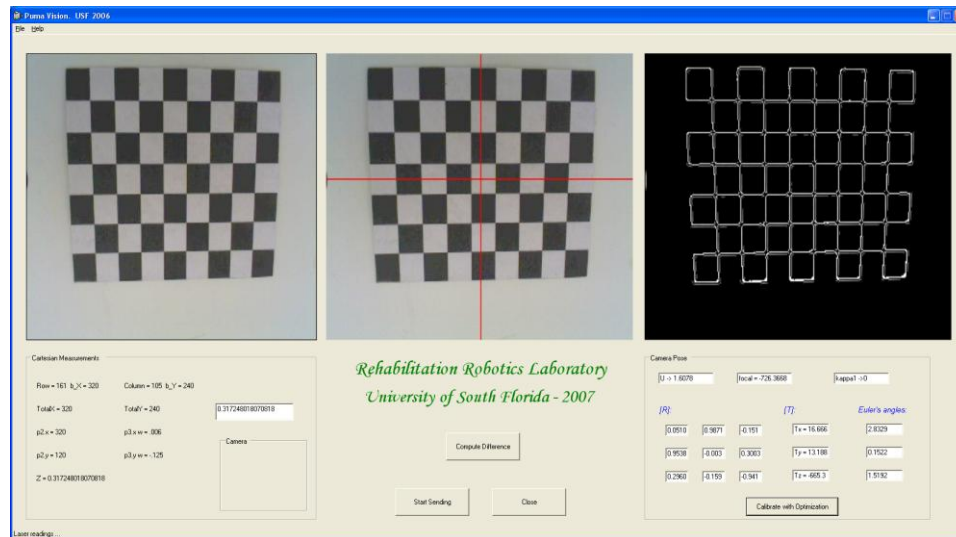 Puma Vision. USF 2006
File Help
Cartesian Measurements
Row = 161 b_X = 320 Column = 105 b_Y = 240
TotalX = 320 TotalY = 240 0.317248018070818
p2.x = 320 p3.x w = .006
p2.y = 120 p3.y w = -.125
Z = 0.317248018070818
Camera
Rehabilitation Robotics Laboratory
University of South Florida - 2007
Compute Difference
Start Sending Close
Camera Pose
U -> 1.6078 focal = -726.3668 kappa1 ->0
[R]: [T]: Euler's angles:
0.0510 0.9871 -0.151 Tx = 16.666 2.8329
0.9538 -0.003 0.3003 Ty = 13.188 0.1522
0.2960 -0.159 -0.941 Tz = -665.3 1.5192
Calibrate with Optimization
Laser readings ...